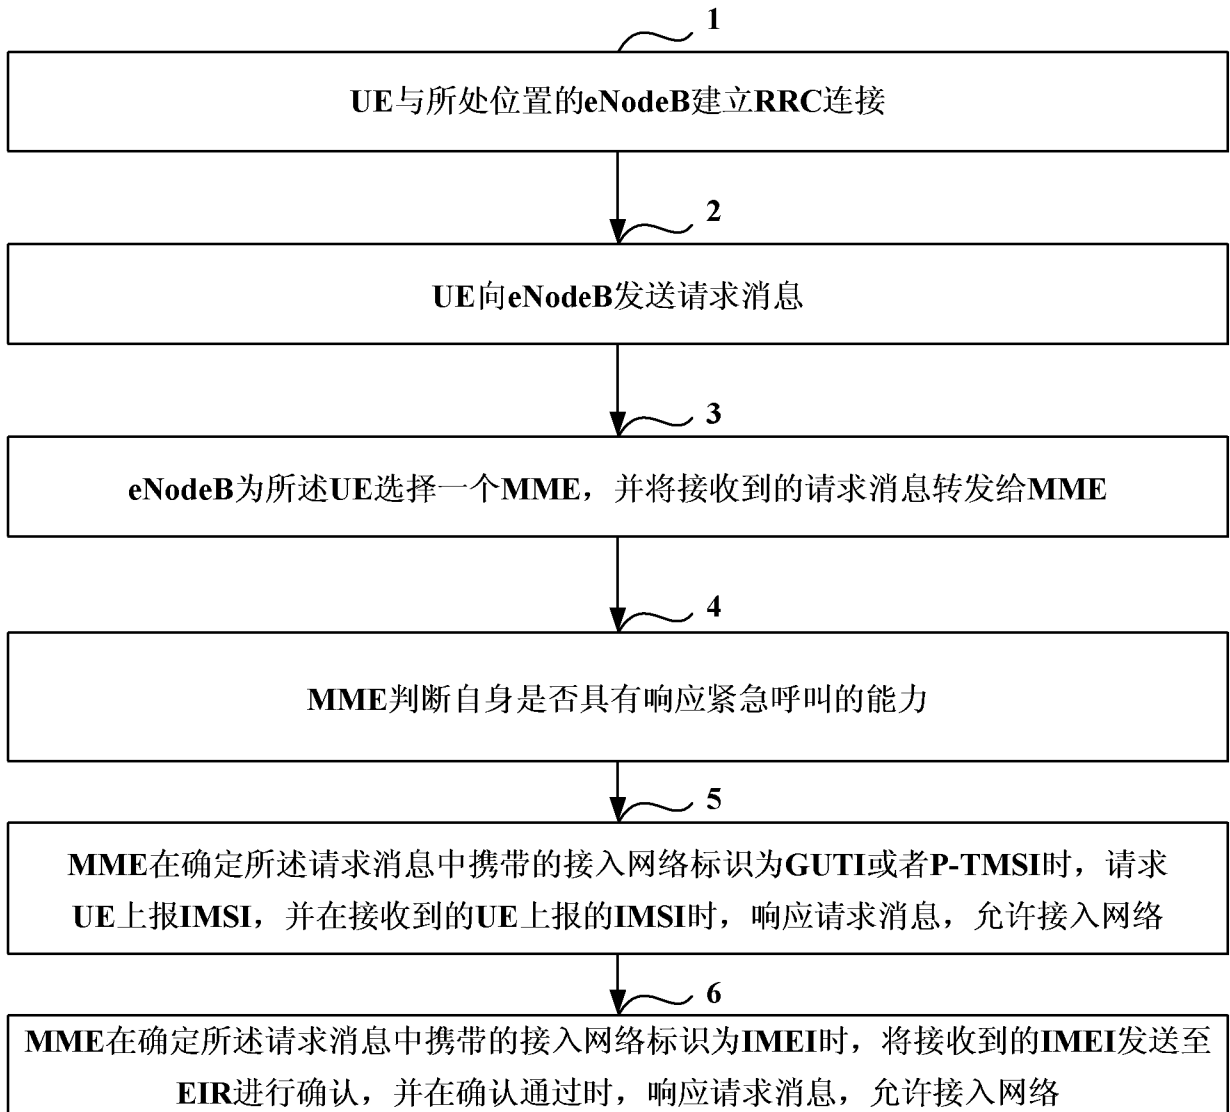 1
UE与所处位置的eNodeB建立RRC连接
2
UE向eNodeB发送请求消息
3
eNodeB为所述UE选择一个MME，并将接收到的请求消息转发给MME
4
MME判断自身是否具有响应紧急呼叫的能力
5
MME在确定所述请求消息中携带的接入网络标识为GUTI或者P-TMSI时，请求
UE上报IMSI，并在接收到的UE上报的IMSI时，响应请求消息，允许接入网络
6
MME在确定所述请求消息中携带的接入网络标识为IMEI时，将接收到的IMEI发送至
EIR进行确认，并在确认通过时，响应请求消息，允许接入网络